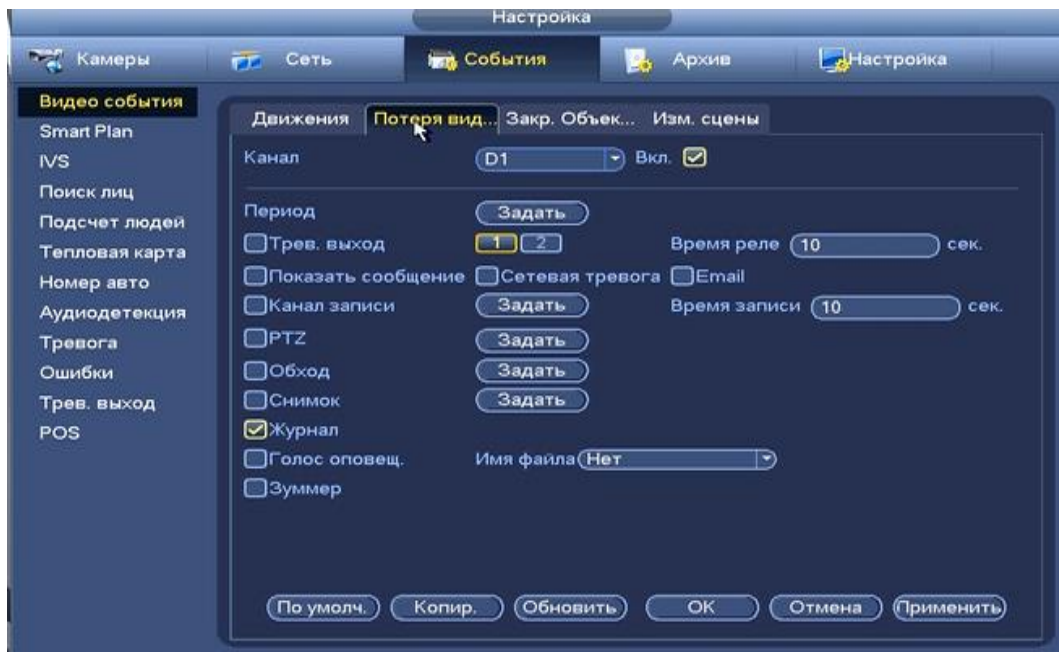 Настройка
Камеры Сеть События Архив Настройка
Видео события
Smart Plan
IVS
Поиск лиц
Подсчет людей
Тепловая карта
Номер авто
Аудиодетекция
Тревога
Ошибки
Трев. выход
POS
Движения Потеря вид... Закр. Объек... Изм. сцены
Канал D1 Вкл.
Период Задать
Трев. выход 1 2 Время реле 10 сек.
Показать сообщение Сетевая тревога Email
Канал записи Задать Время записи 10 сек.
PTZ Задать
Обход Задать
Снимок Задать
Журнал
Голос оповещ. Имя файла Нет
Зуммер
По умолч. Копир. Обновить OK Отмена Применить